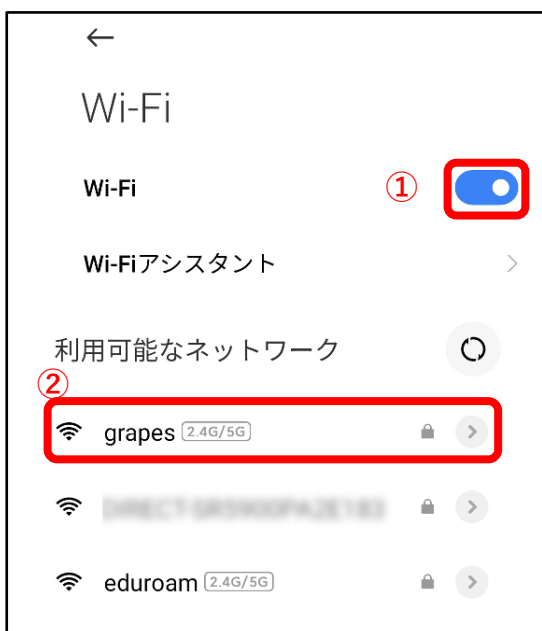 Wi-Fi
Wi-Fi ①
Wi-Fiアシスタント
利用可能なネットワーク
②
grapes 2.4G/5G
eduroam 2.4G/5G